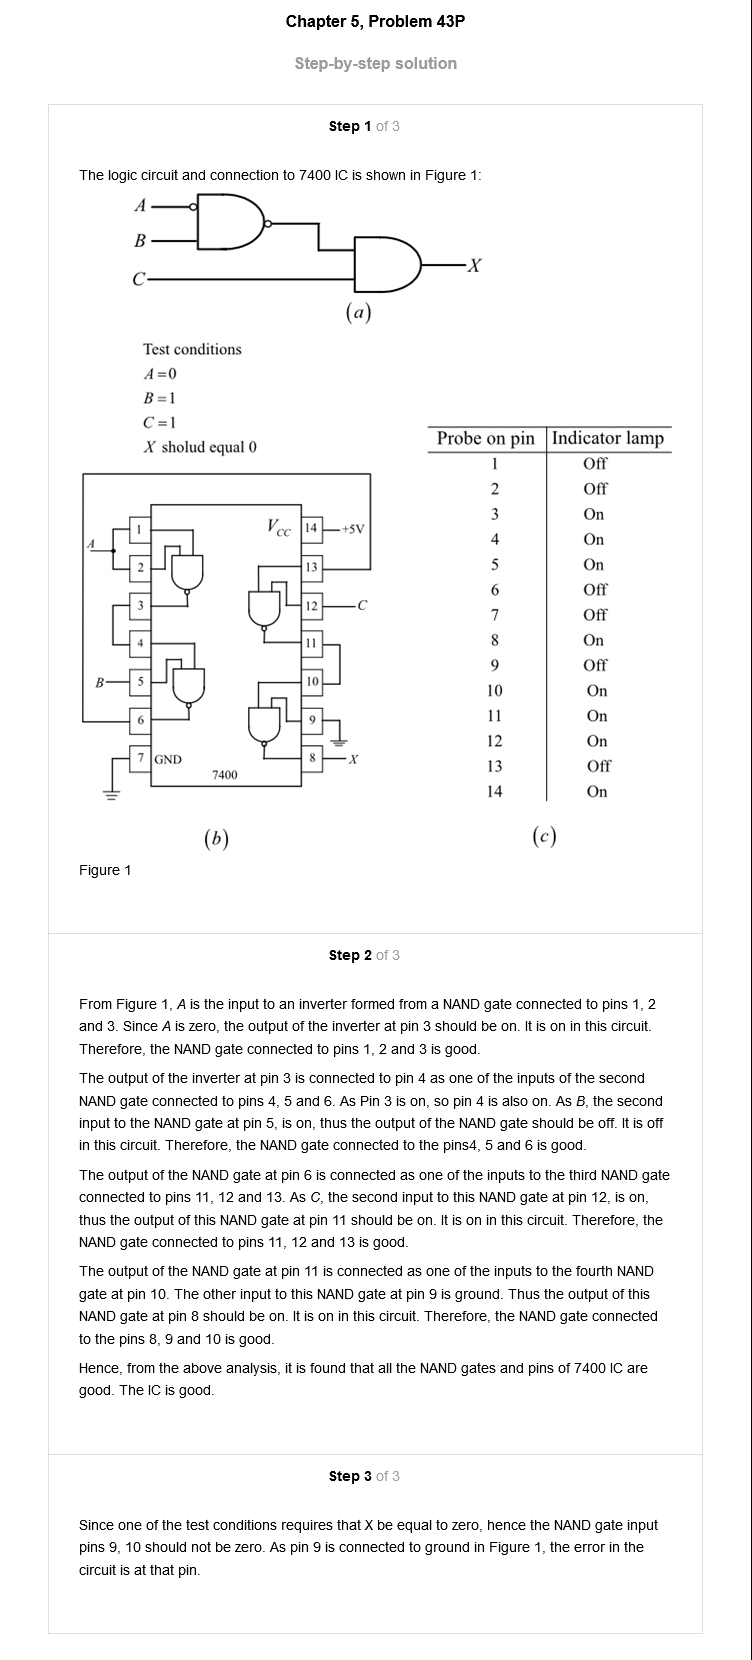 Chapter 5, Problem 43P
Step-by-step solution
Step 1 of 3
The logic circuit and connection to 7400 IC is shown in Figure 1:
A
B
C
X
(a)
Test conditions
A=0
B=1
C=1
X sholud equal 0
Probe on pin Indicator lamp
1 Off
2 Off
3 On
4 On
5 On
6 Off
7 Off
8 On
9 Off
10 On
11 On
12 On
13 Off
14 On
(c)
1 VCC 14 +5V
A
2 13
3 12 C
4 11
B 5 10
6 9
7 GND 8 X
7400
(b)
Figure 1
Step 2 of 3
From Figure 1, A is the input to an inverter formed from a NAND gate connected to pins 1, 2
and 3. Since A is zero, the output of the inverter at pin 3 should be on. It is on in this circuit.
Therefore, the NAND gate connected to pins 1, 2 and 3 is good.
The output of the inverter at pin 3 is connected to pin 4 as one of the inputs of the second
NAND gate connected to pins 4, 5 and 6. As Pin 3 is on, so pin 4 is also on. As B, the second
input to the NAND gate at pin 5, is on, thus the output of the NAND gate should be off. It is off
in this circuit. Therefore, the NAND gate connected to the pins4, 5 and 6 is good.
The output of the NAND gate at pin 6 is connected as one of the inputs to the third NAND gate
connected to pins 11, 12 and 13. As C, the second input to this NAND gate at pin 12, is on,
thus the output of this NAND gate at pin 11 should be on. It is on in this circuit. Therefore, the
NAND gate connected to pins 11, 12 and 13 is good.
The output of the NAND gate at pin 11 is connected as one of the inputs to the fourth NAND
gate at pin 10. The other input to this NAND gate at pin 9 is ground. Thus the output of this
NAND gate at pin 8 should be on. It is on in this circuit. Therefore, the NAND gate connected
to the pins 8, 9 and 10 is good.
Hence, from the above analysis, it is found that all the NAND gates and pins of 7400 IC are
good. The IC is good.
Step 3 of 3
Since one of the test conditions requires that X be equal to zero, hence the NAND gate input
pins 9, 10 should not be zero. As pin 9 is connected to ground in Figure 1, the error in the
circuit is at that pin.